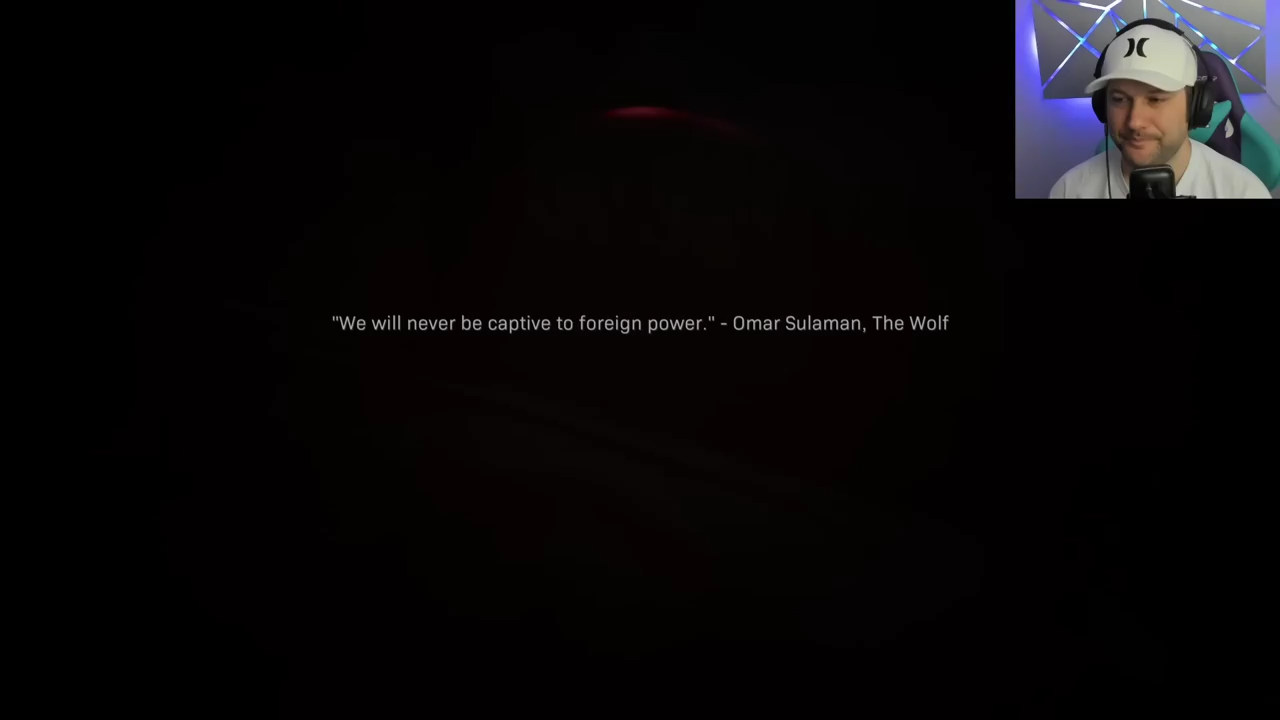 "We will never be captive to foreign power." - Omar Sulaman, The Wolf